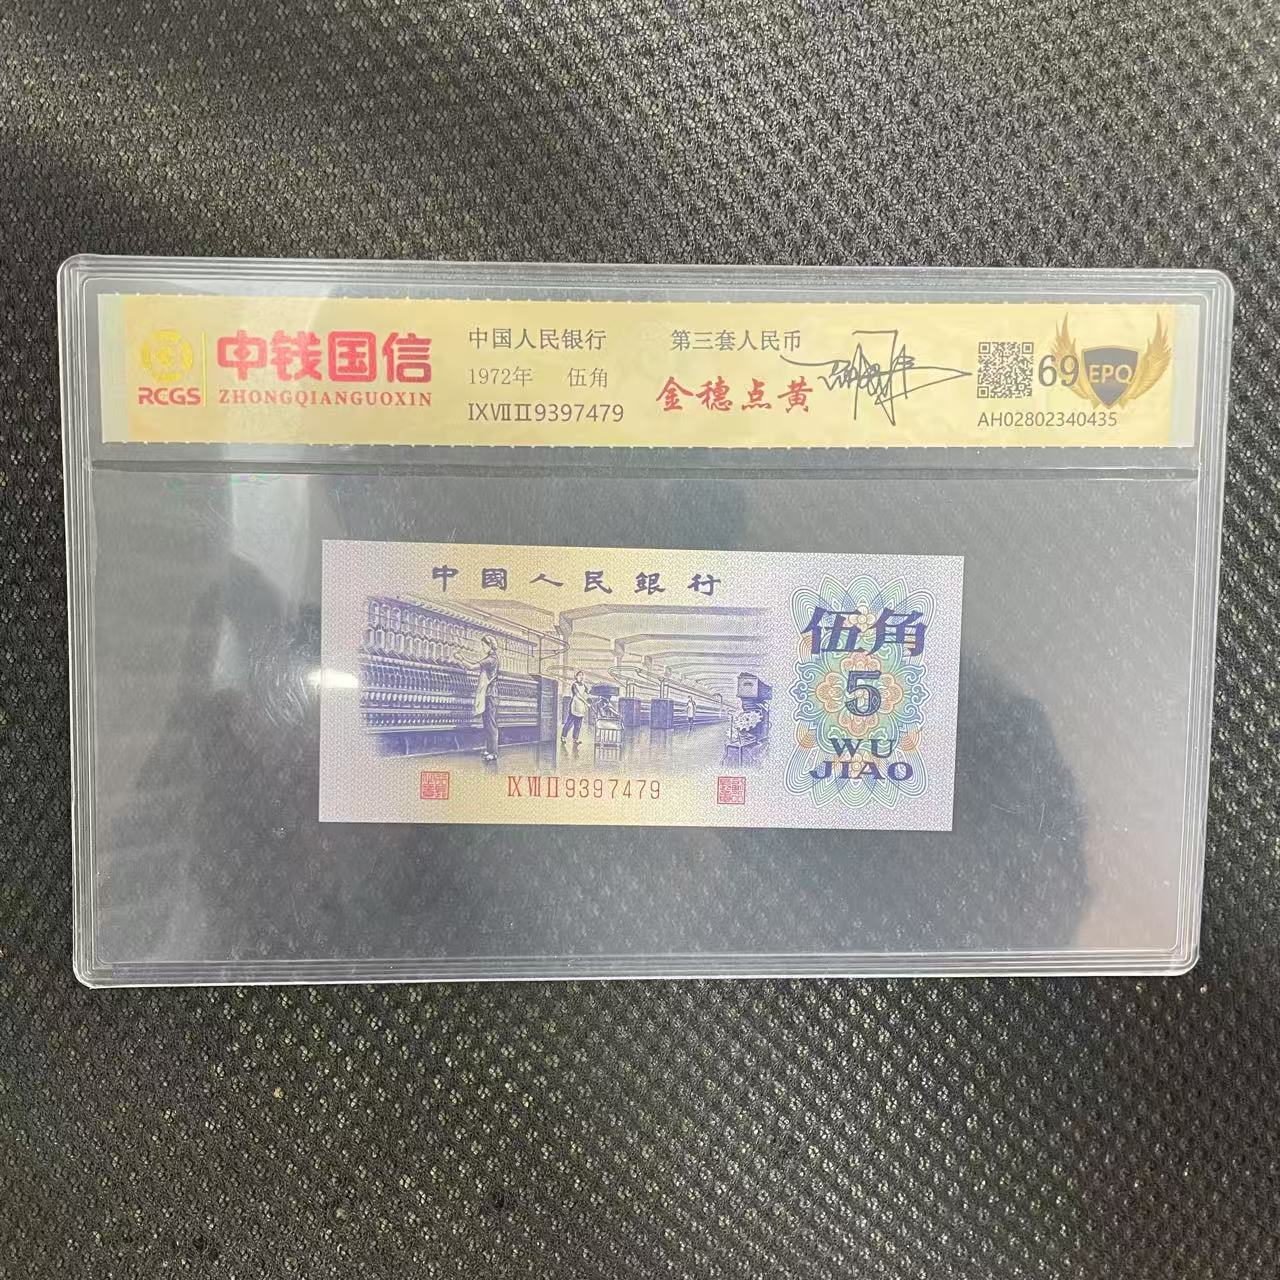 RCGS
中钱国信
ZHONGQIANGUOXIN
中国人民银行
1972年 伍角
ⅨⅦⅡ9397479
第三套人民币
金穗点黄
69 EPQ
AH02802340435
中國人民銀行
伍角
5
WU
JIAO
ⅨⅦⅡ9397479